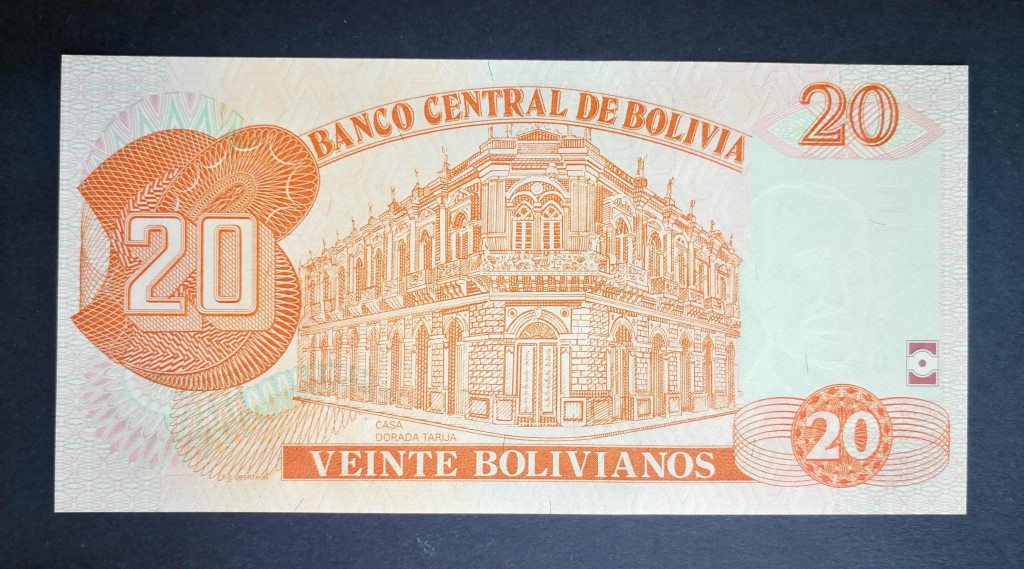 BANCO CENTRAL DE BOLIVIA
20
20
CASA
DORADA TARIJA
VEINTE BOLIVIANOS
20